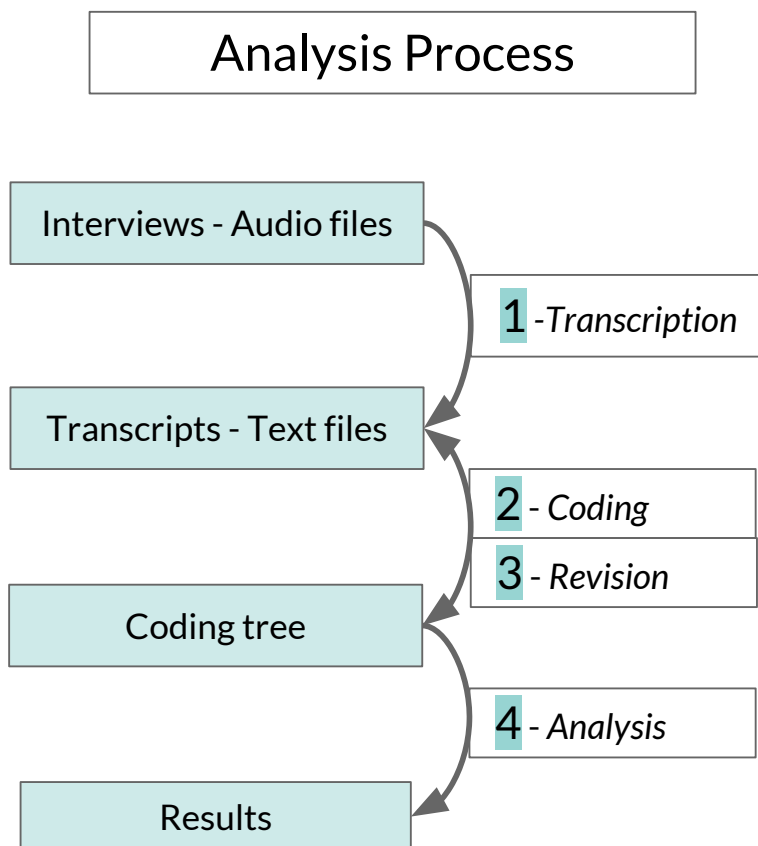 Analysis Process
Interviews - Audio files
1 -Transcription
Transcripts - Text files
2 - Coding
3 - Revision
Coding tree
4 - Analysis
Results